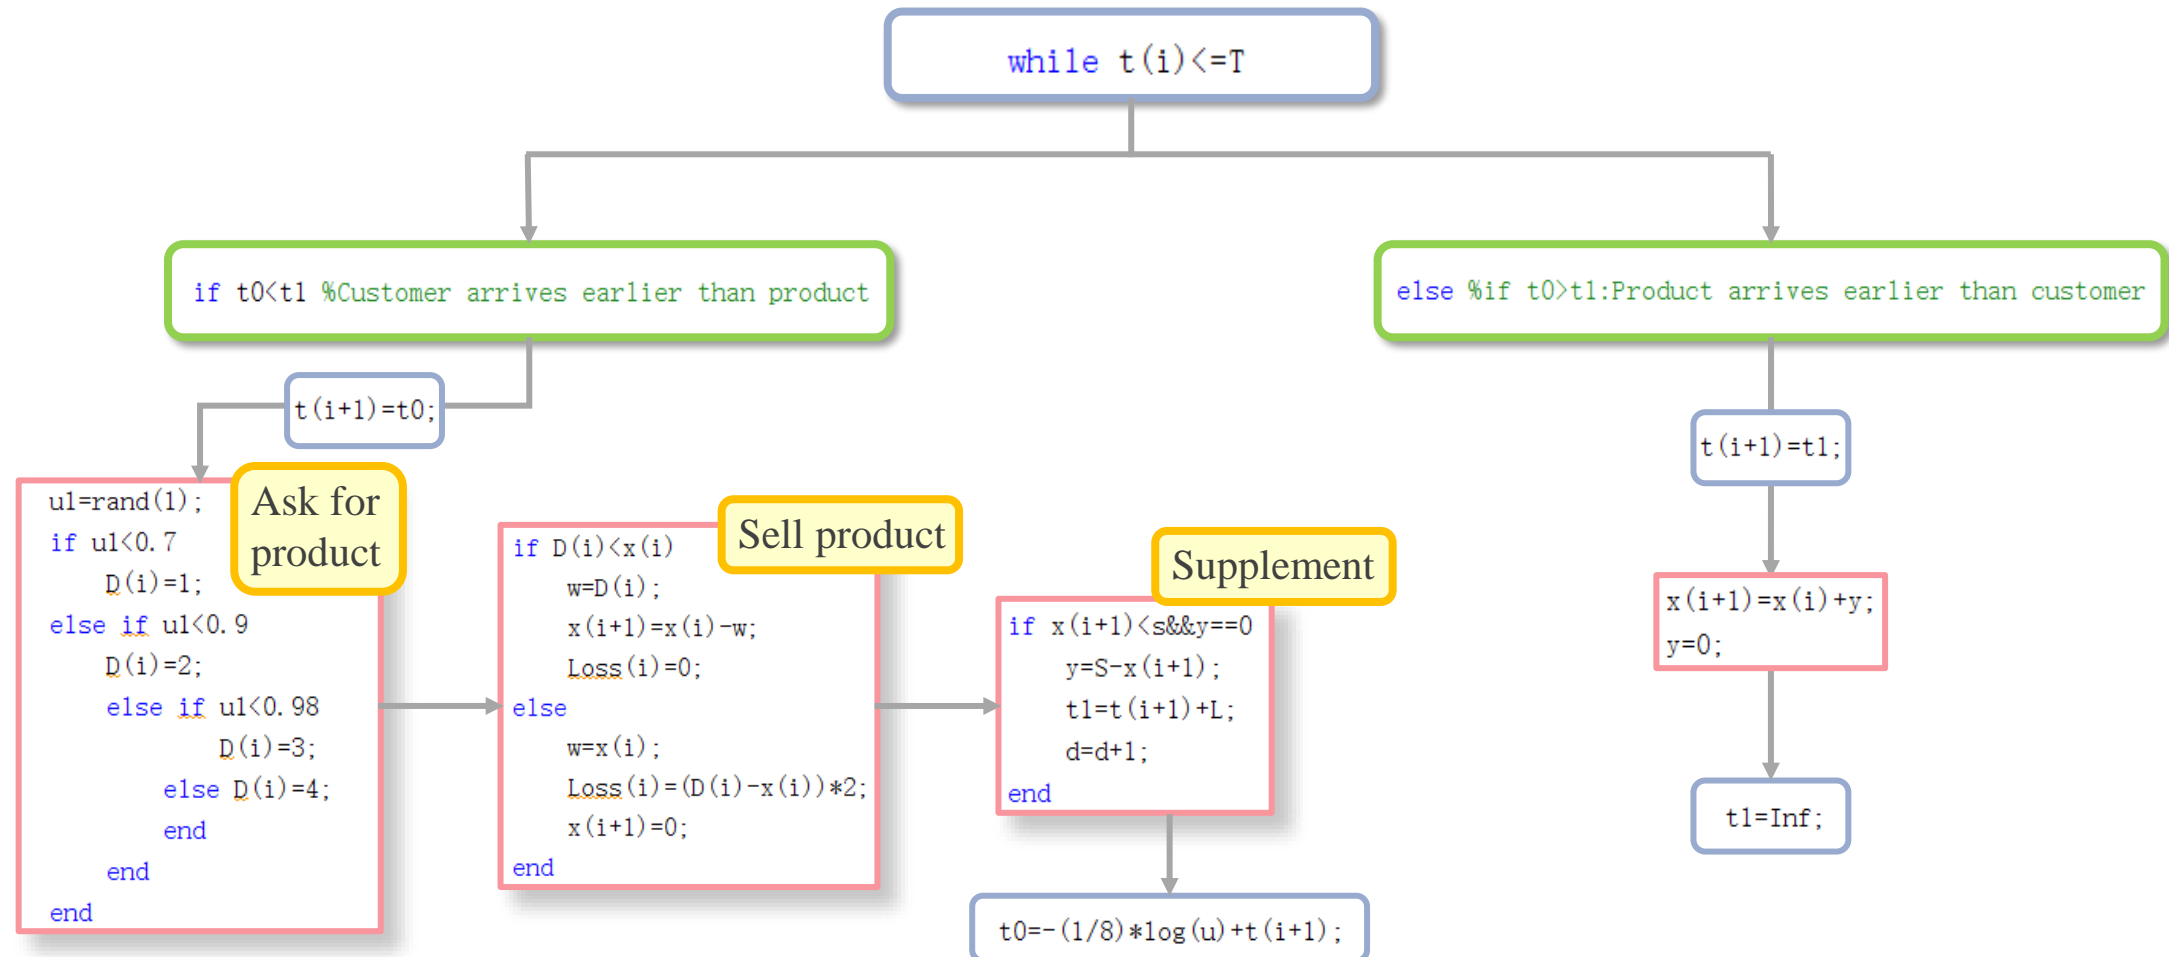 while t(i)<=T
if t0<t1 %Customer arrives earlier than product
else %if t0>t1:Product arrives earlier than customer
t(i+1)=t0;
t(i+1)=t1;
Ask for
product
u1=rand(1);
if u1<0.7
D(i)=1;
else if u1<0.9
D(i)=2;
else if u1<0.98
D(i)=3;
else D(i)=4;
end
end
end
Sell product
if D(i)<x(i)
w=D(i);
x(i+1)=x(i)-w;
Loss(i)=0;
else
w=x(i);
Loss(i)=(D(i)-x(i))*2;
x(i+1)=0;
end
Supplement
if x(i+1)<s&&y==0
y=S-x(i+1);
t1=t(i+1)+L;
d=d+1;
end
t0=-(1/8)*log(u)+t(i+1);
x(i+1)=x(i)+y;
y=0;
t1=Inf;